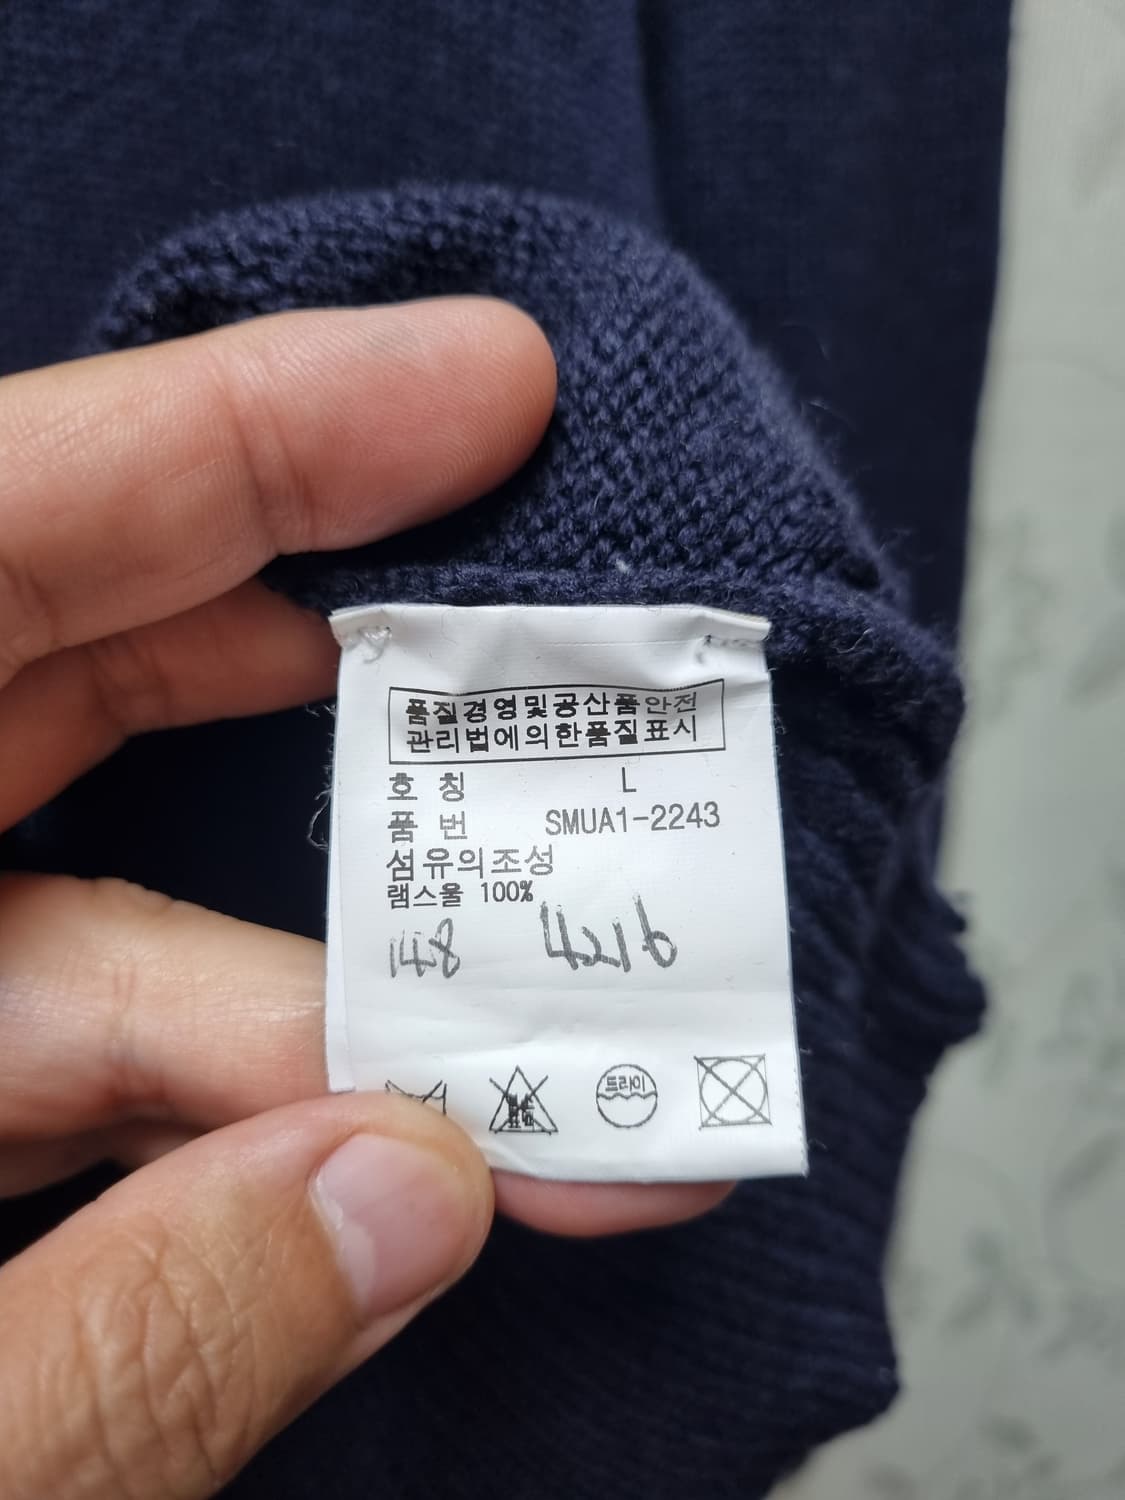 품질경영및공산품안전
관리법에의한품질표시
호 칭 L
품 번 SMUA1-2243
섬유의조성
램스울 100%
148 4216
드라이